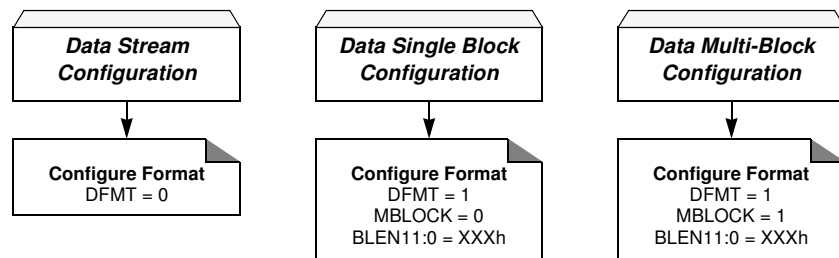 Data Stream
Configuration
Configure Format
DFMT = 0
Data Single Block
Configuration
Configure Format
DFMT = 1
MBLOCK = 0
BLEN11:0 = XXXh
Data Multi-Block
Configuration
Configure Format
DFMT = 1
MBLOCK = 1
BLEN11:0 = XXXh